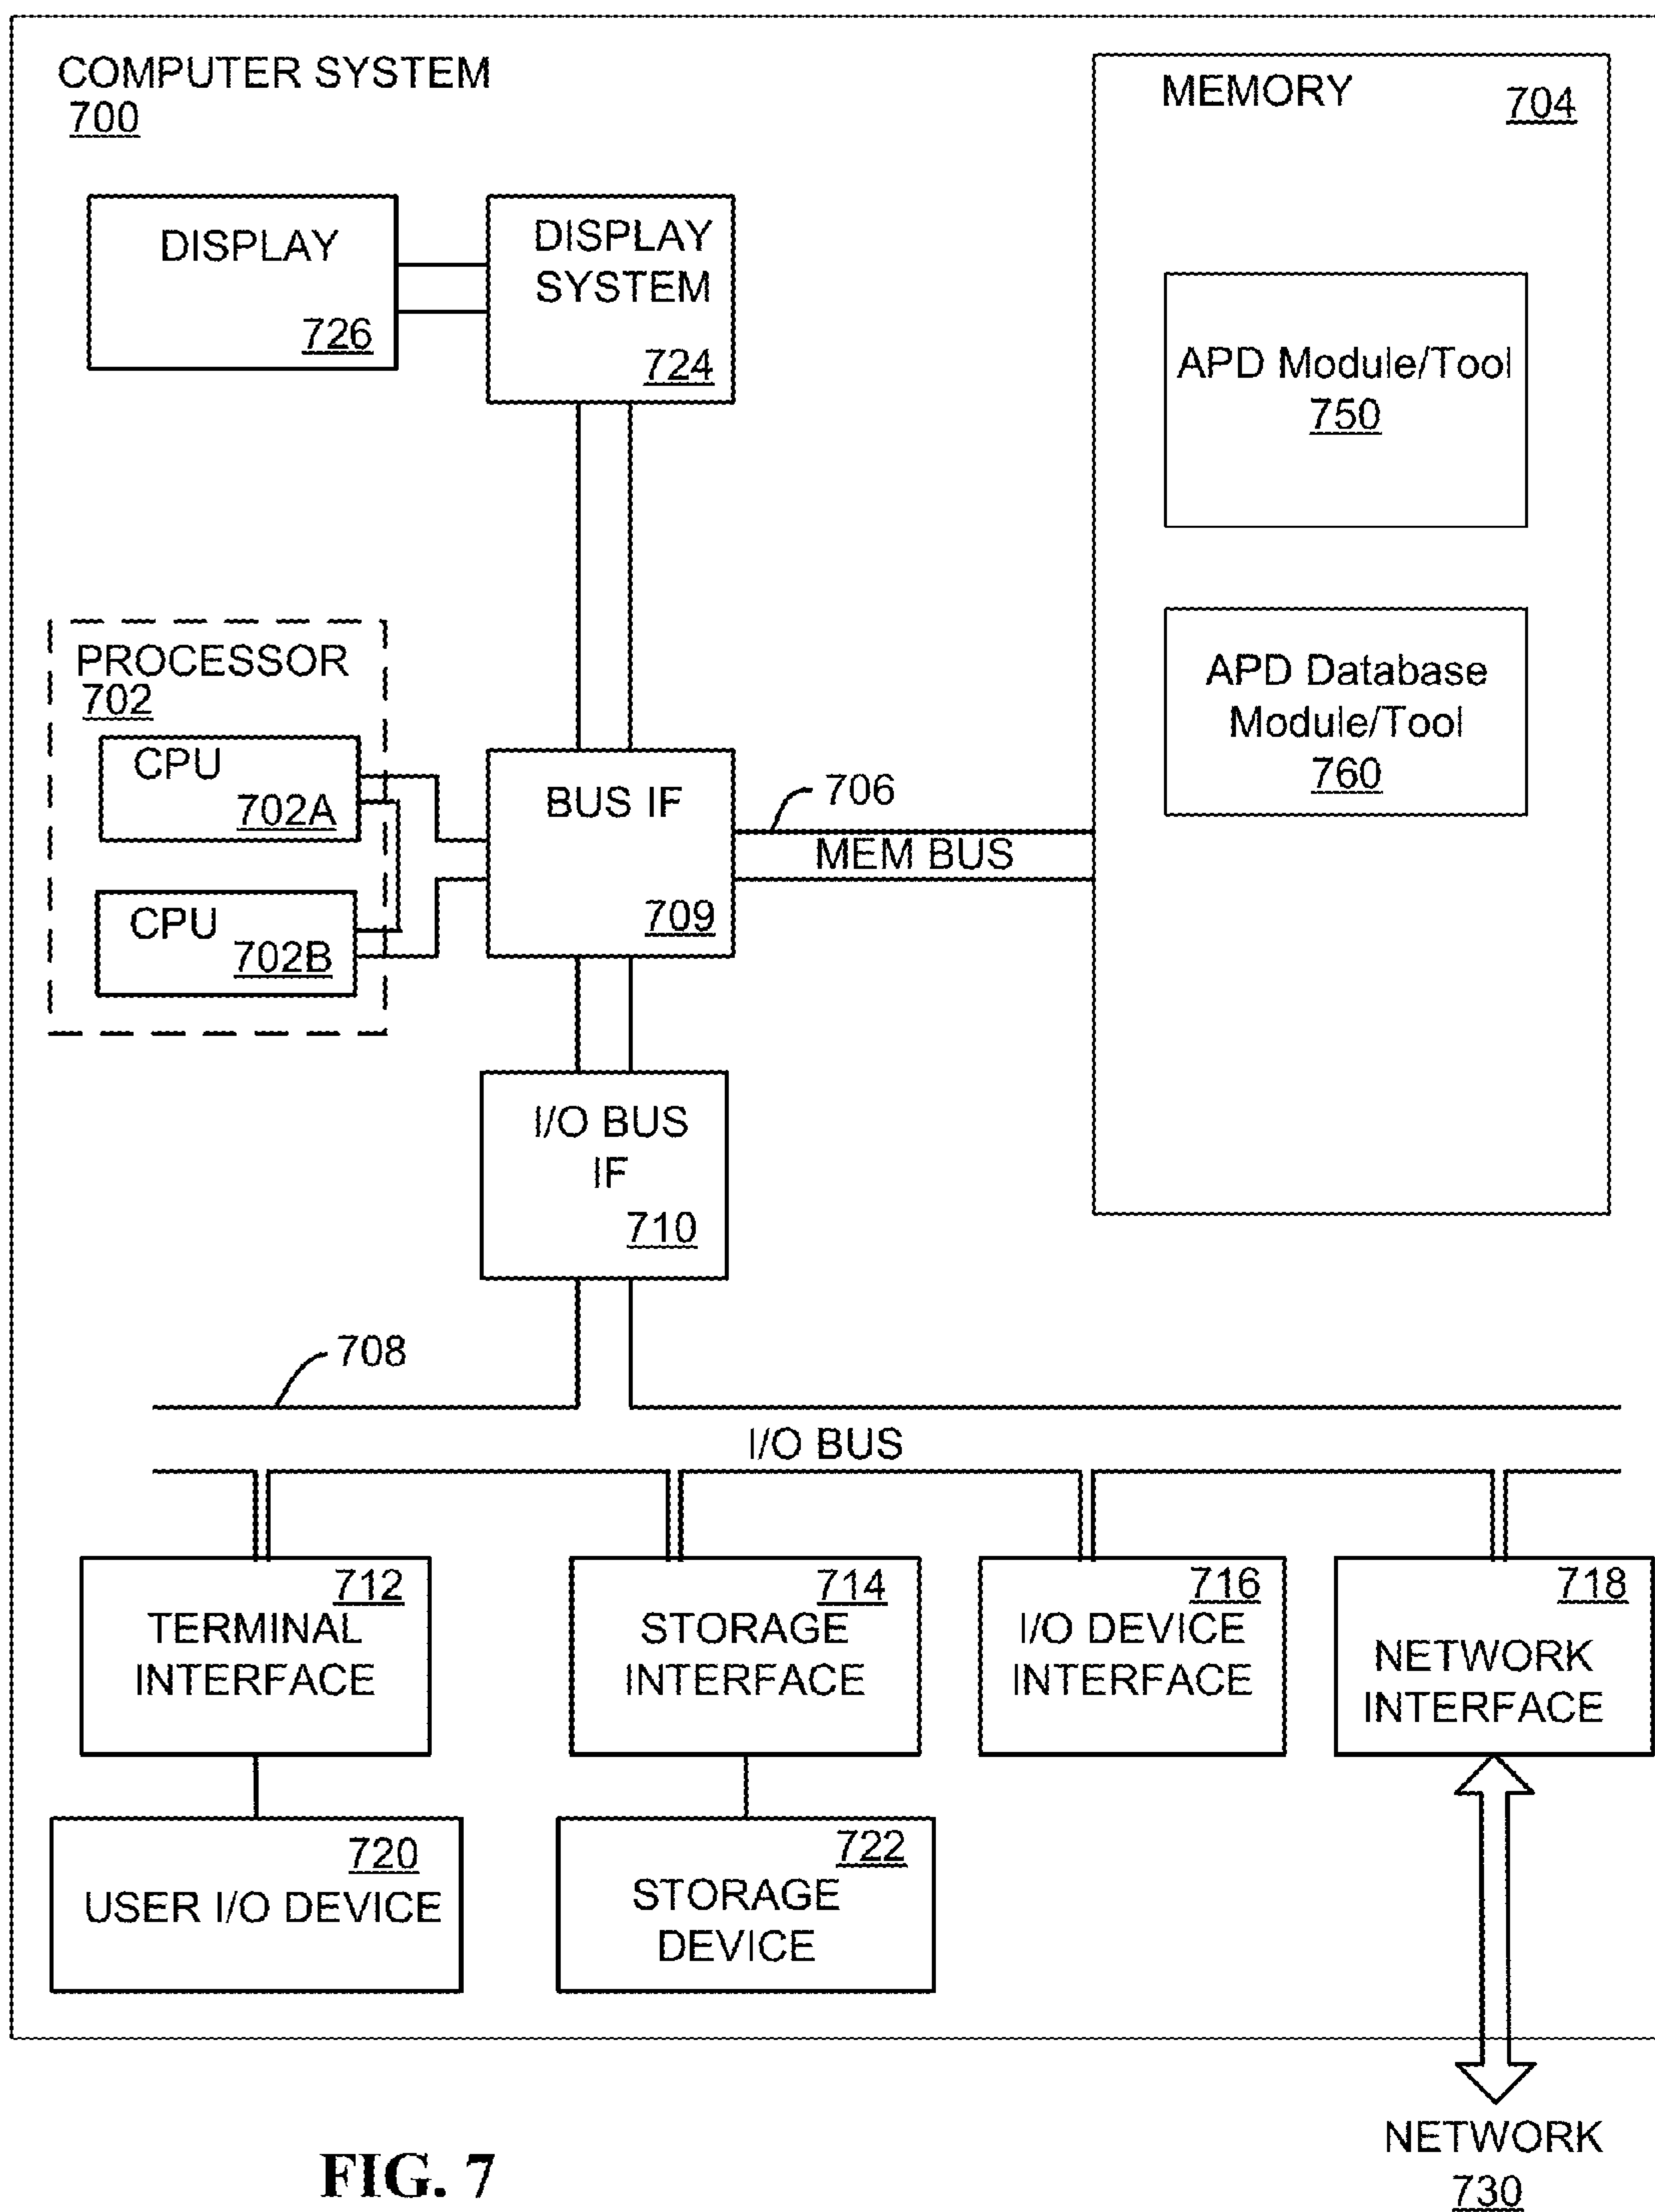 COMPUTER SYSTEM
700
MEMORY
704
DISPLAY
726
DISPLAY
SYSTEM
724
APD Module/Tool
750
APD Database
Module/Tool
760
PROCESSOR
702
CPU
702A
CPU
702B
BUS IF
709
706
MEM BUS
I/O BUS
IF
710
708
I/O BUS
712
TERMINAL
INTERFACE
714
STORAGE
INTERFACE
716
I/O DEVICE
INTERFACE
718
NETWORK
INTERFACE
720
USER I/O DEVICE
722
STORAGE
DEVICE
NETWORK
730
FIG. 7